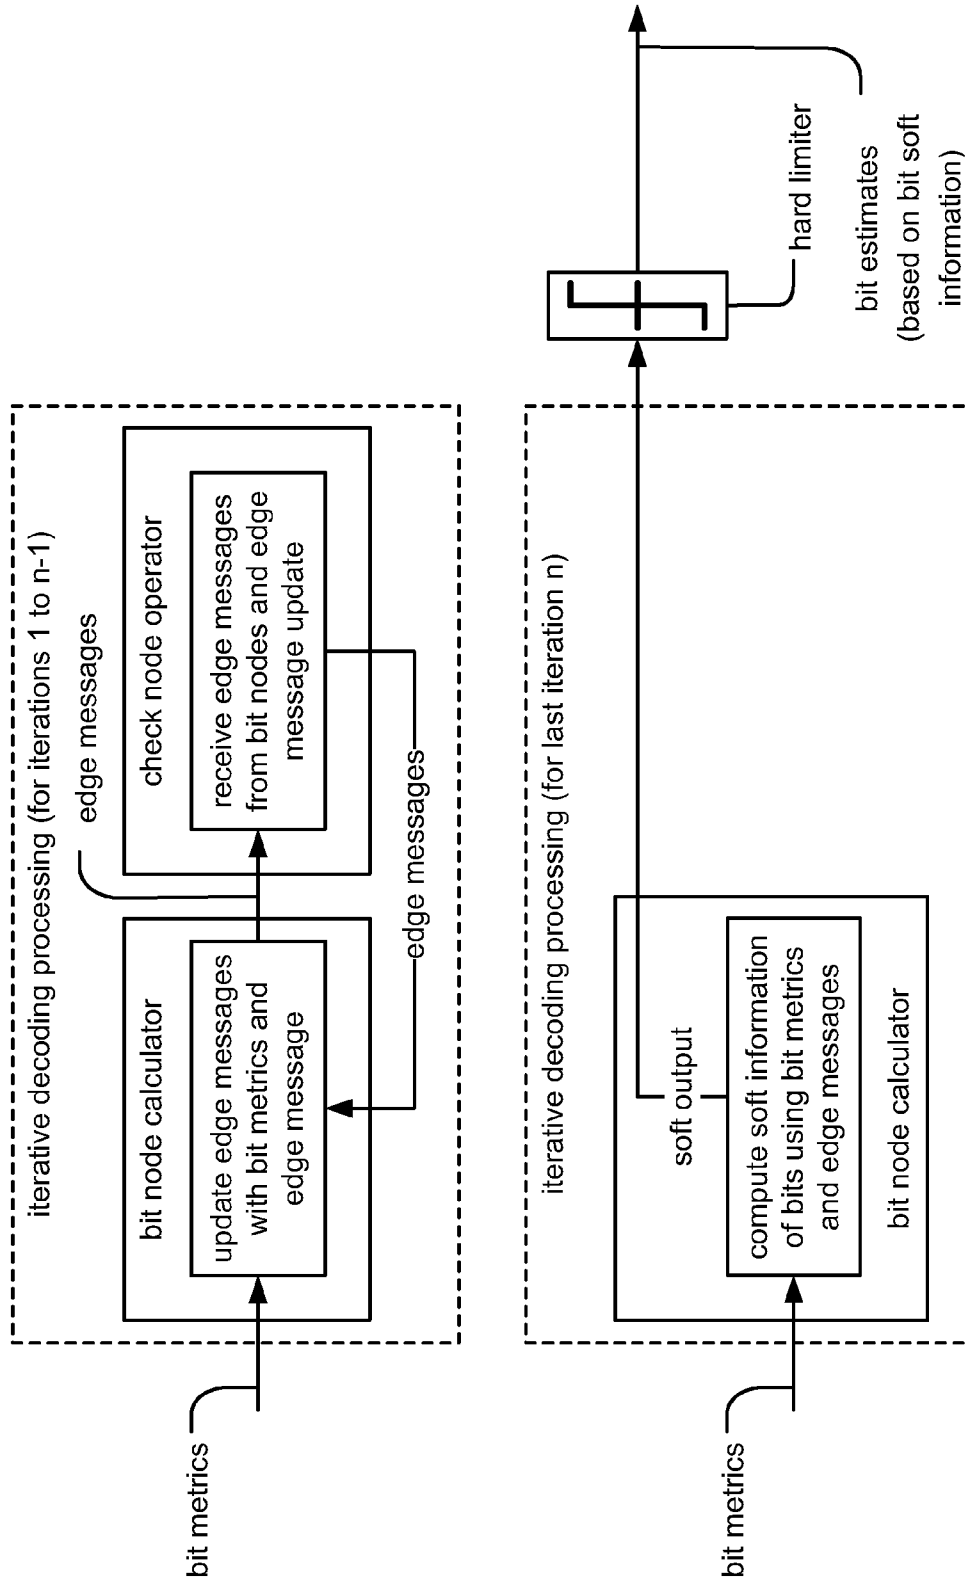 iterative decoding processing (for iterations 1 to n-1)
edge messages
bit node calculator
update edge messages
with bit metrics and
edge message
check node operator
receive edge messages
from bit nodes and edge
message update
edge messages
bit metrics
iterative decoding processing (for last iteration n)
soft output
compute soft information
of bits using bit metrics
and edge messages
bit node calculator
bit metrics
hard limiter
bit estimates
(based on bit soft
information)